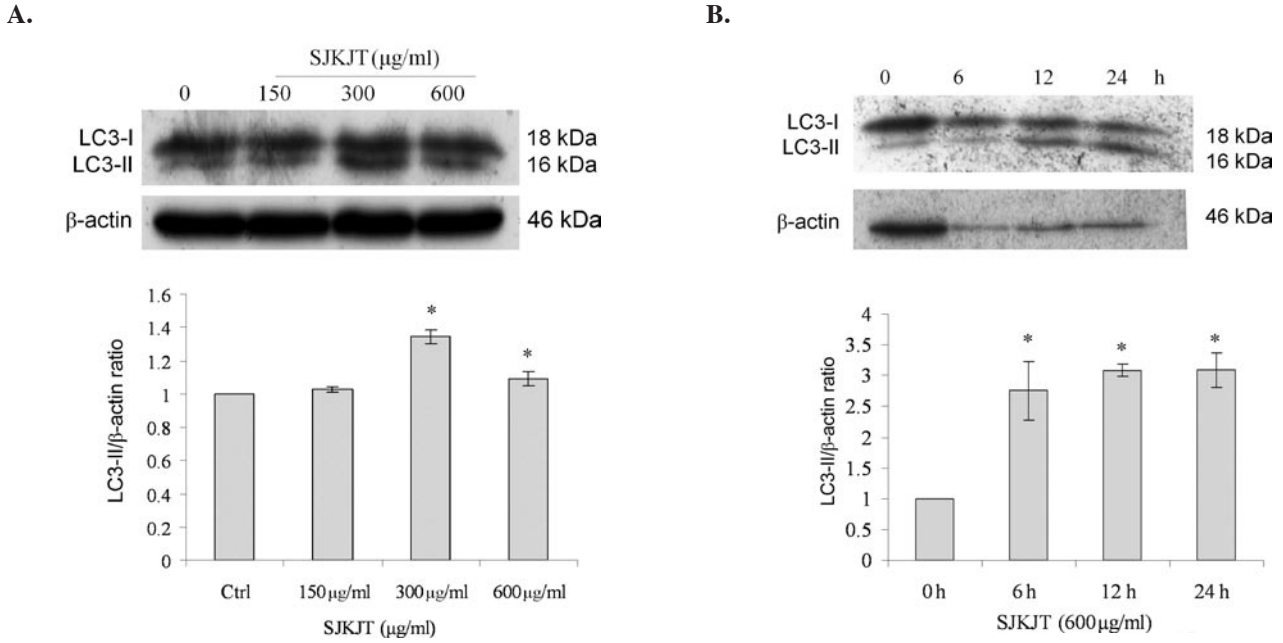 A.
SJKJT (μg/ml)
0 150 300 600
LC3-I 18 kDa
LC3-II 16 kDa
β-actin 46 kDa
1.6
1.4
1.2
1
0.8
0.6
0.4
0.2
0
LC3-II/β-actin ratio
*
*
Ctrl 150 μg/ml 300 μg/ml 600 μg/ml
SJKJT (μg/ml)
B.
0 6 12 24 h
LC3-I 18 kDa
LC3-II 16 kDa
β-actin 46 kDa
4
3.5
3
2.5
2
1.5
1
0.5
0
LC3-II/β-actin ratio
* * *
0 h 6 h 12 h 24 h
SJKJT (600 μg/ml)